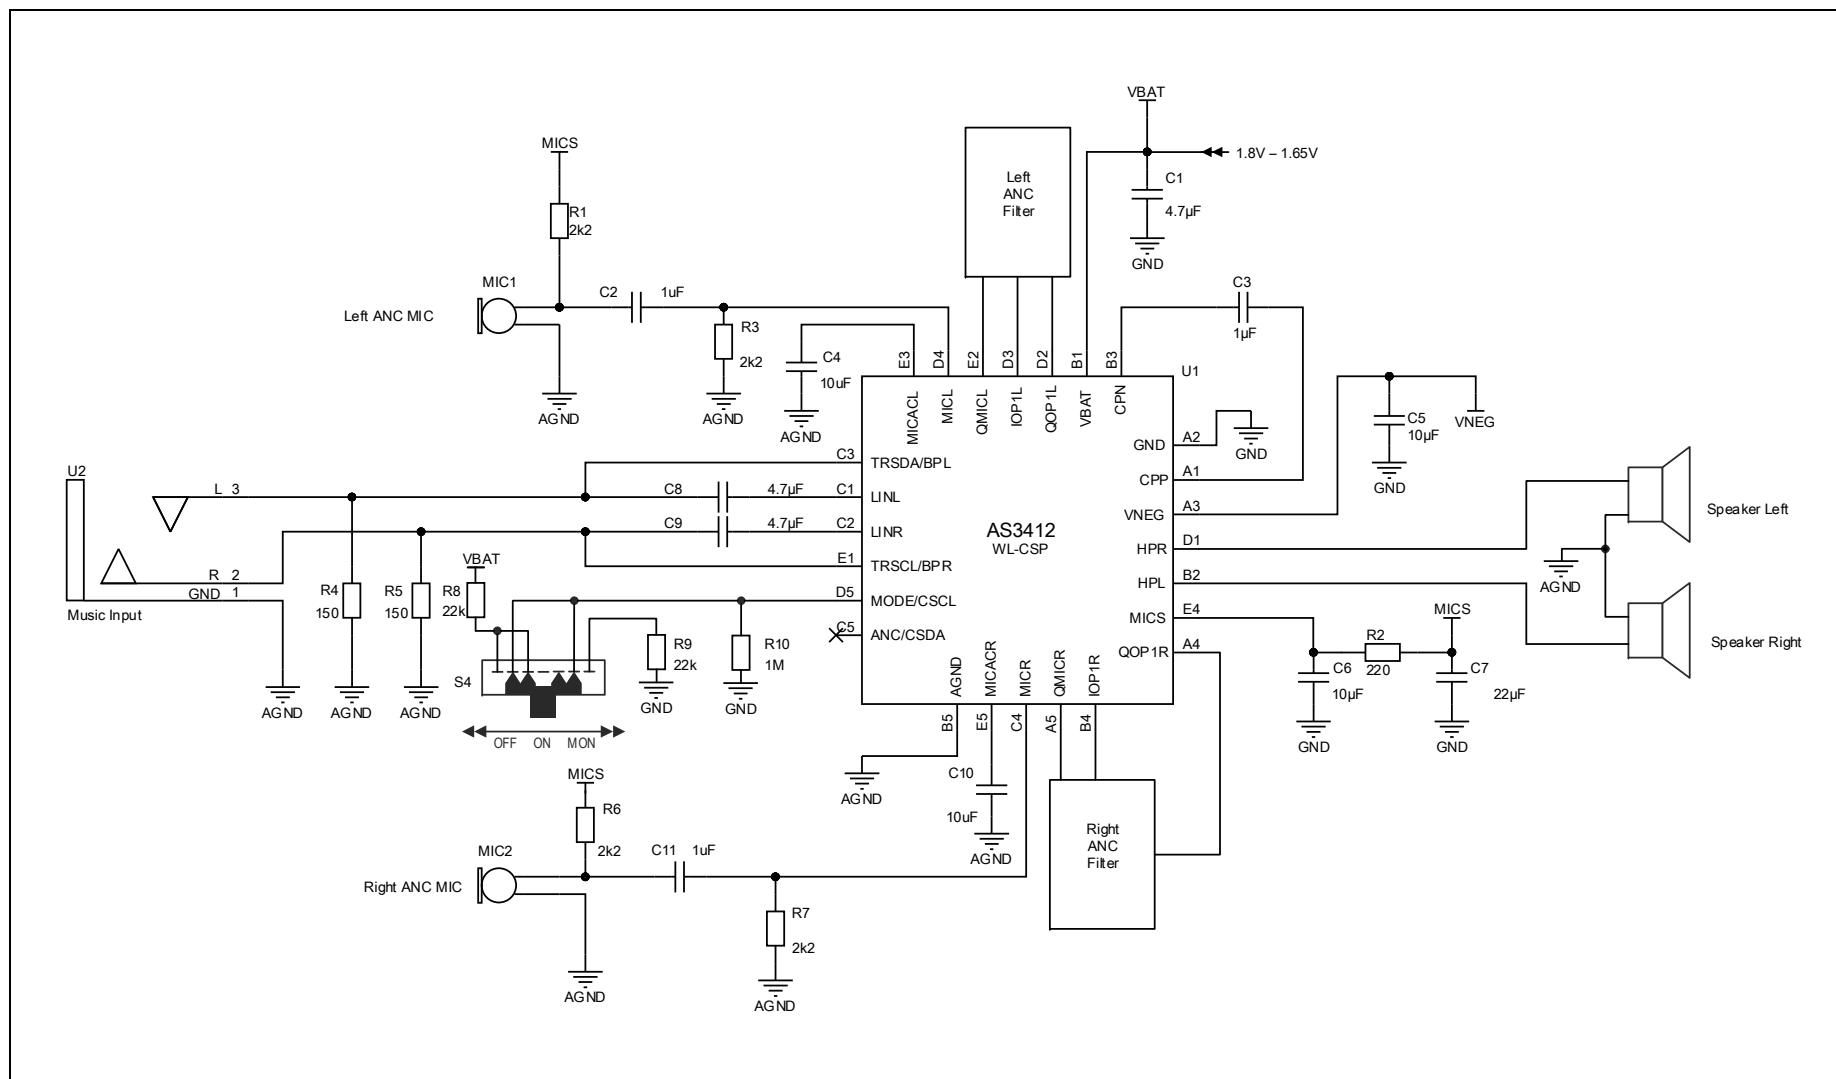 VBAT
1.8V – 1.65V
C1
4.7µF
GND
MICS
R1
2k2
Left
ANC
Filter
MIC1
Left ANC MIC
C2
1uF
R3
2k2
AGND
AGND
C4
10uF
AGND
C3
1µF
E3
D4
E2
D3
D2
B1
B3
U1
MICACL
MICL
QMICL
IOP1L
QOP1L
VBAT
CPN
C5
10µF
VNEG
GND
GND
A2
GND
C3
TRSDA/BPL
CPP
A1
U2
L
3
C8
4.7µF
C1
LINL
VNEG
A3
Speaker Left
C9
4.7µF
C2
LINR
AS3412
WL-CSP
HPR
D1
E1
TRSCL/BPR
HPL
B2
AGND
R
2
GND
1
Music Input
R4
150
R5
150
VBAT
R8
22k
D5
MODE/CSCL
MICS
E4
MICS
C5
ANC/CSDA
QOP1R
A4
R2
220
Speaker Right
R9
22k
R10
1M
GND
GND
S4
AGND
AGND
AGND
OFF
ON
MON
AGND
MICACR
MICR
QMICR
IOP1R
B5
E5
C4
A5
B4
C6
10µF
C7
22µF
GND
GND
AGND
C10
10uF
AGND
MICS
R6
2k2
MIC2
Right ANC MIC
C11
1uF
R7
2k2
AGND
AGND
Right
ANC
Filter